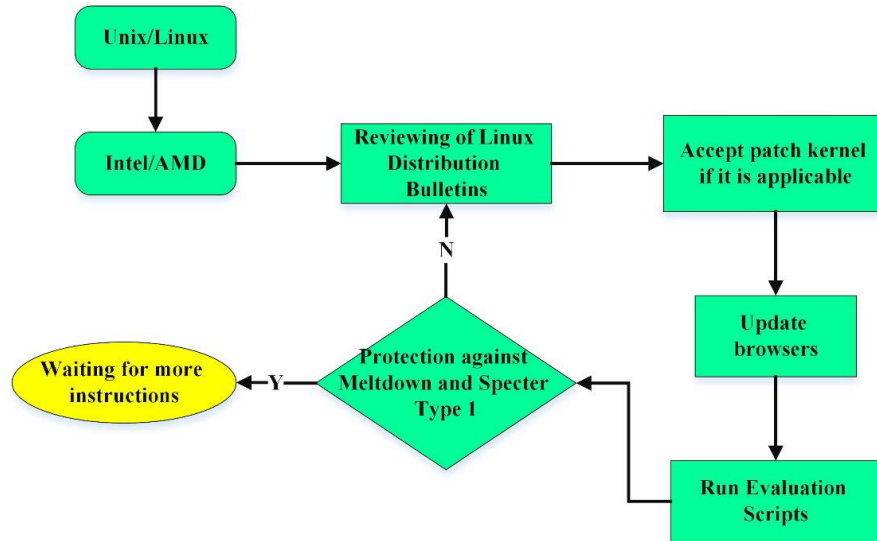 Unix/Linux
Intel/AMD
Reviewing of Linux
Distribution
Bulletins
Accept patch kernel
if it is applicable
Update
browsers
Run Evaluation
Scripts
Protection against
Meltdown and Specter
Type 1
N
Y
Waiting for more
instructions